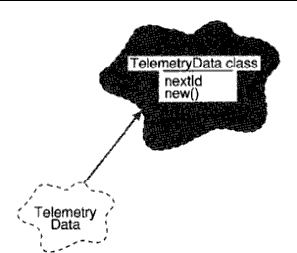 TelemetryData class
nextId
new()
Telemetry
Data